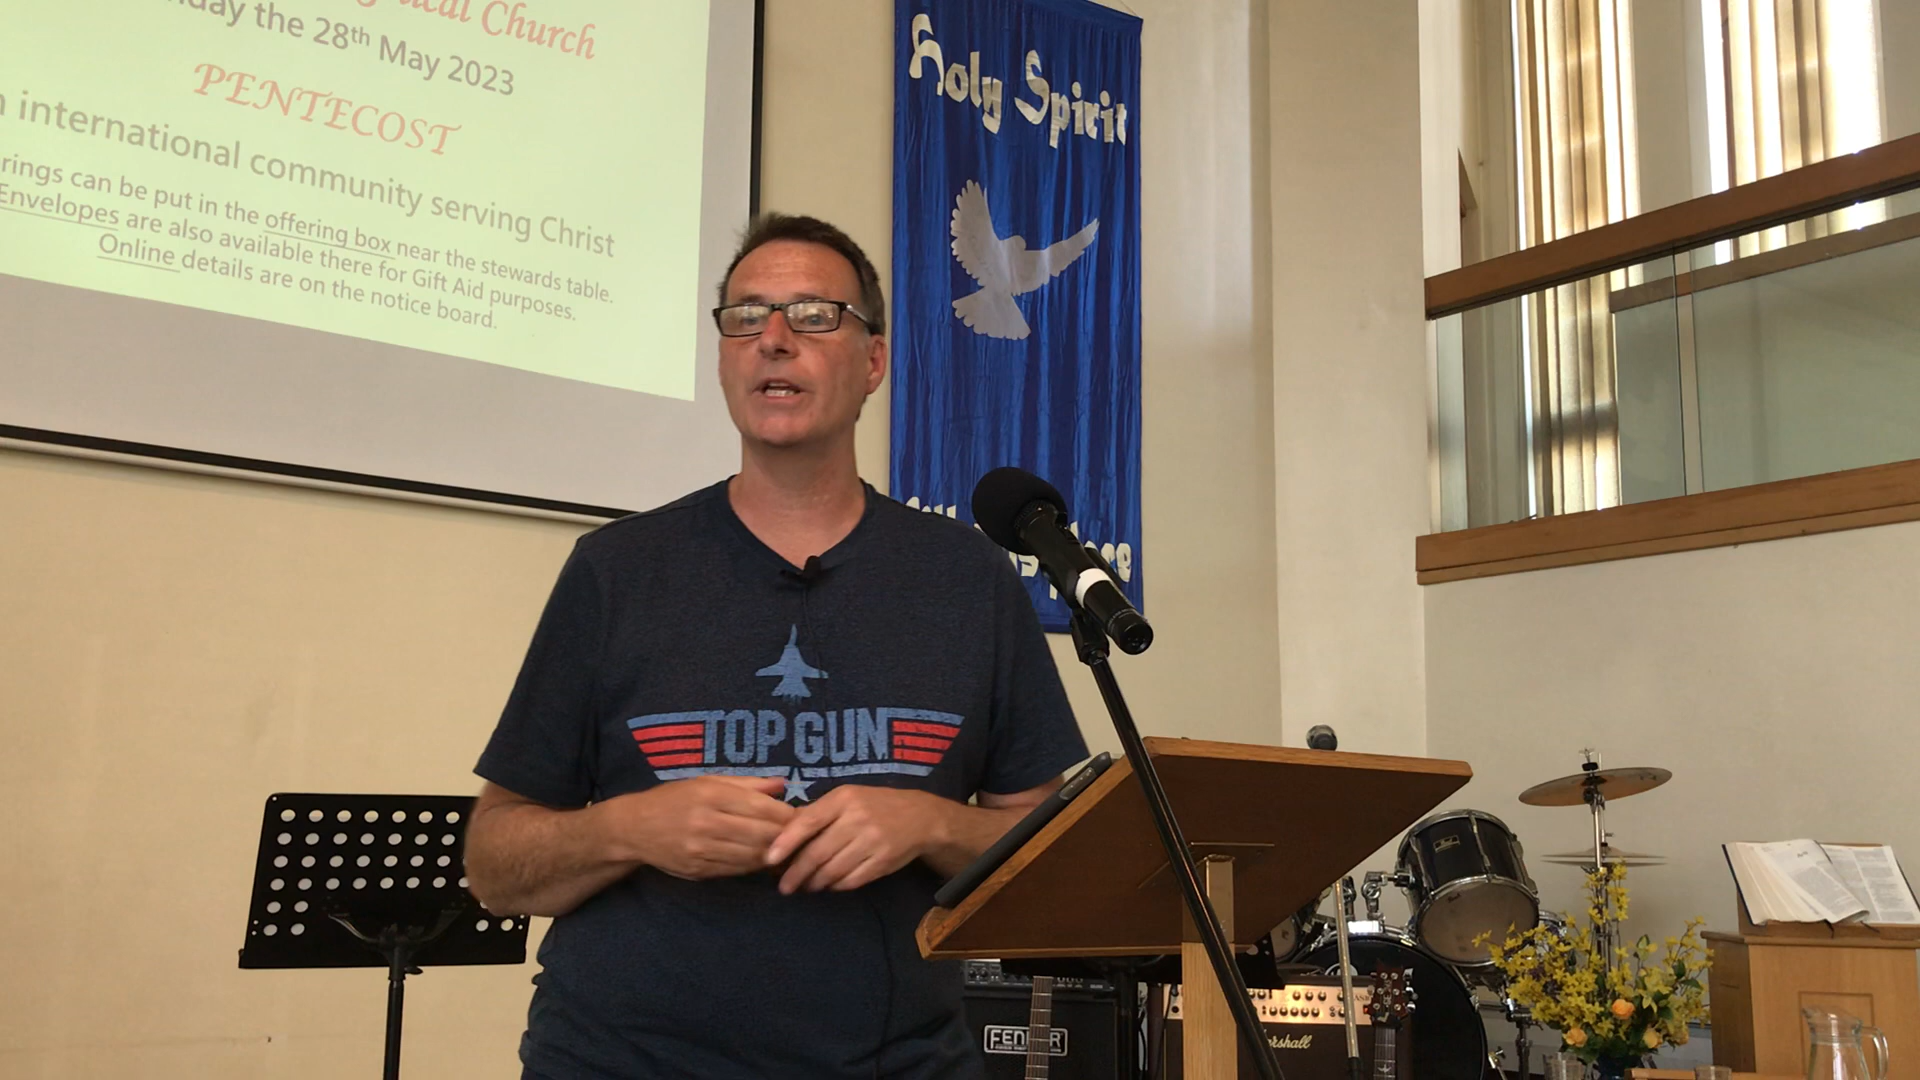 Church
the 28th May 2023
PENTECOST
international community serving Christ
can be put in the offering box near the stewards table.
Envelopes are also available there for Gift Aid purposes.
Online details are on the notice board.
Holy Spirit
TOP GUN
FENDER
Marshall